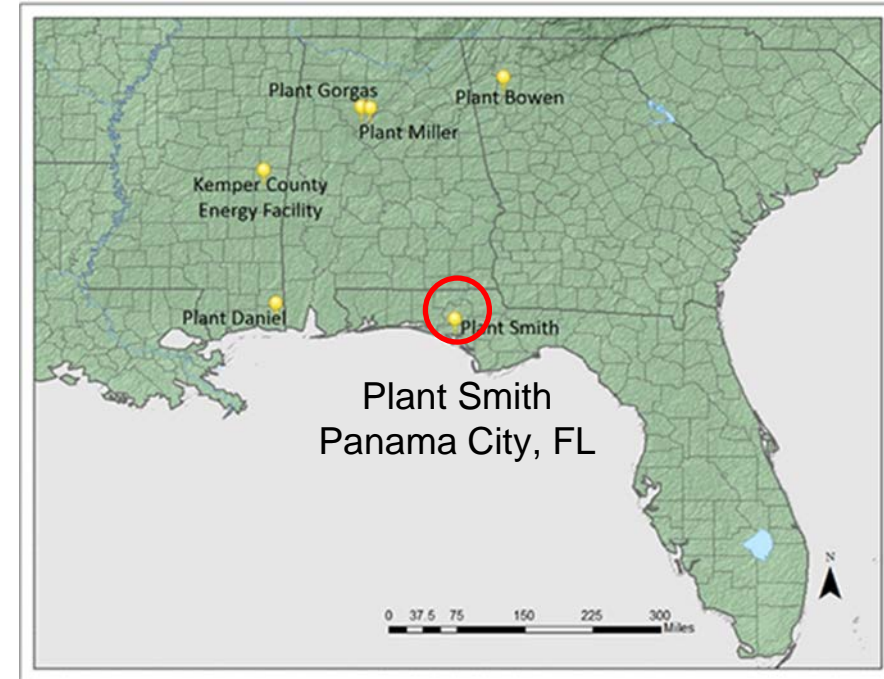 Plant Gorgas
Plant Bowen
Plant Miller
Kemper County
Energy Facility
Plant Daniel
Plant Smith
Plant Smith
Panama City, FL
N
0 37.5 75 150 225 300
Miles